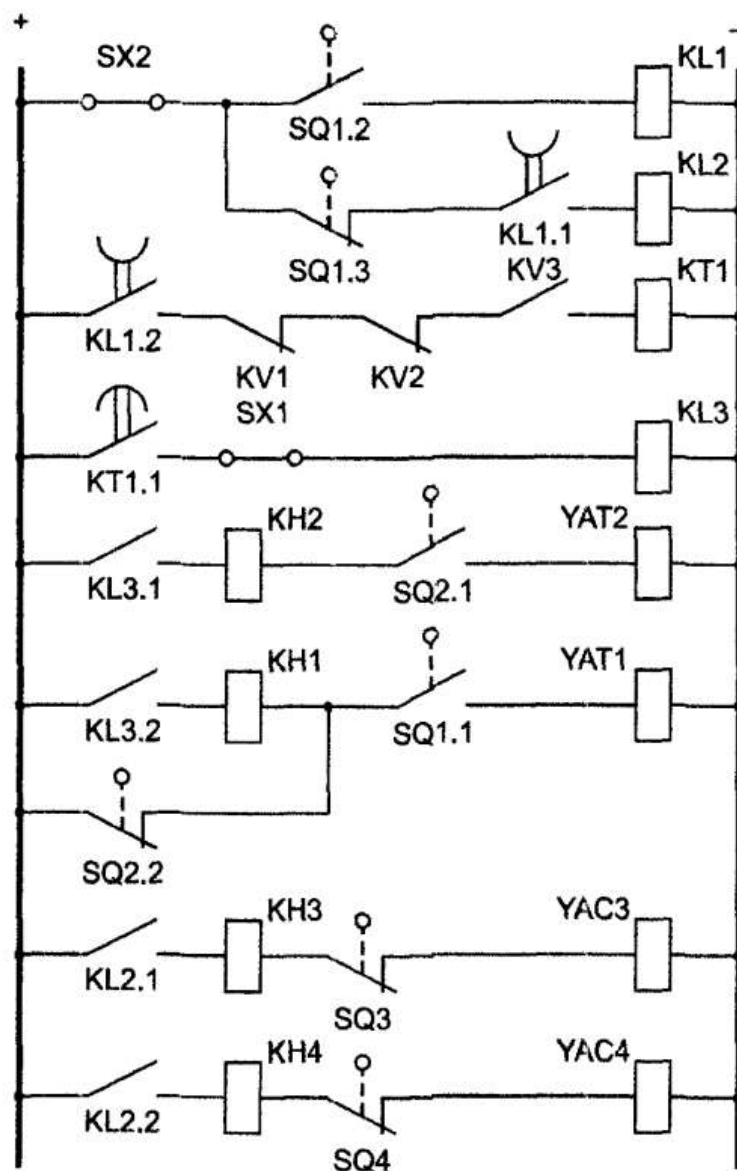 + -
SX2 KL1
SQ1.2
KL2
SQ1.3 KL1.1
KV3 KT1
KL1.2
KV1 KV2
SX1 KL3
KT1.1
KH2 YAT2
KL3.1 SQ2.1
KH1 YAT1
KL3.2 SQ1.1
SQ2.2
KH3 YAC3
KL2.1 SQ3
KH4 YAC4
KL2.2 SQ4